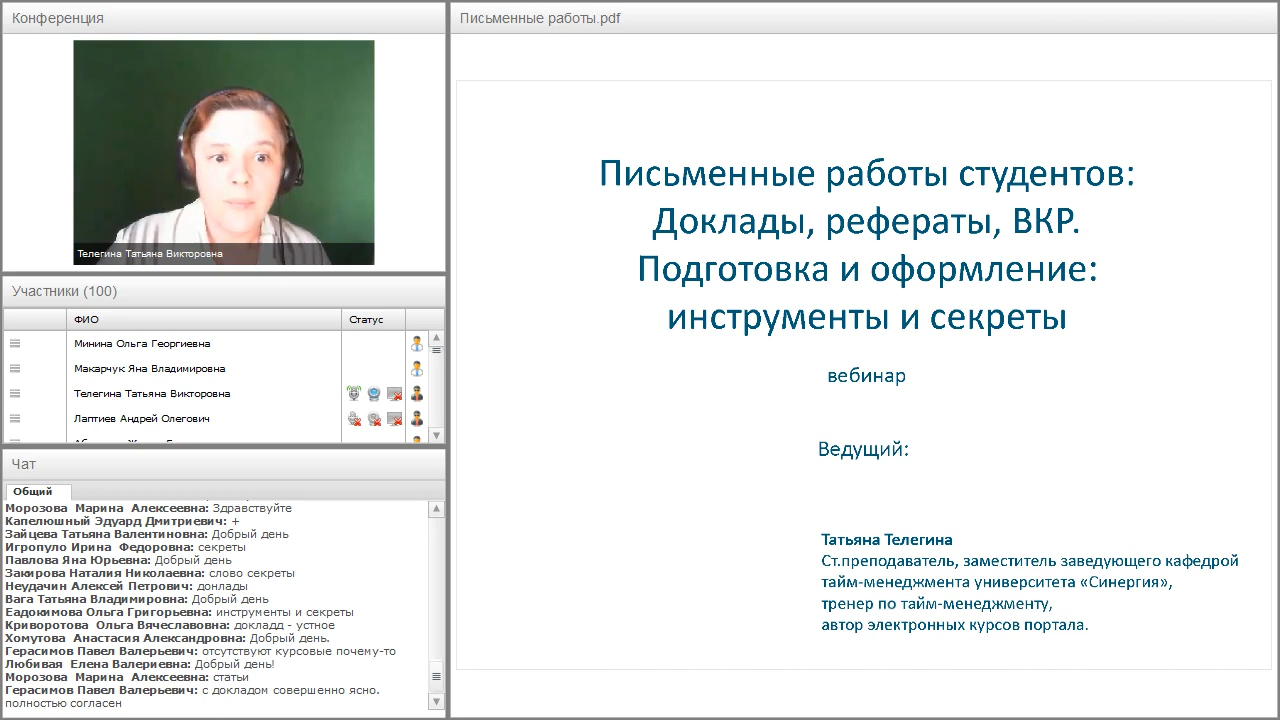 Конференция
Телегина Татьяна Викторовна
Участники (100)
ФИО
Статус
Минина Ольга Георгиевна
Макарчук Яна Владимировна
Телегина Татьяна Викторовна
Лаптиев Андрей Олегович
Чат
Общий
Морозова Марина Алексеевна: Здравствуйте
Капелюшный Эдуард Дмитриевич: +
Зайцева Татьяна Валентиновна: Добрый день
Игропуло Ирина Федоровна: секреты
Павлова Яна Юрьевна: Добрый день
Закирова Наталия Николаевна: слово секреты
Неудачин Алексей Петрович: донлады
Вага Татьяна Владимировна: Добрый день
Евдокимова Ольга Григорьевна: инструменты и секреты
Криворотова Ольга Вячеславовна: докладд - устное
Хомутова Анастасия Александровна: Добрый день.
Герасимов Павел Валерьевич: отсутствуют курсовые почему-то
Любивая Елена Валериевна: Добрый день!
Морозова Марина Алексеевна: статьи
Герасимов Павел Валерьевич: с докладом совершенно ясно.
полностью согласен
Письменные работы.pdf
Письменные работы студентов:
Доклады, рефераты, ВКР.
Подготовка и оформление:
инструменты и секреты
вебинар
Ведущий:
Татьяна Телегина
Ст.преподаватель, заместитель заведующего кафедрой
тайм-менеджмента университета «Синергия»,
тренер по тайм-менеджменту,
автор электронных курсов портала.